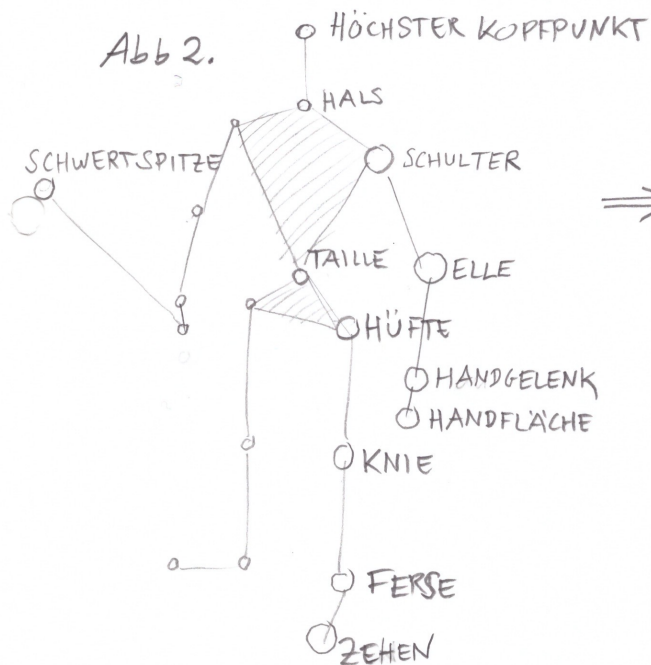 Abb 2.
HÖCHSTER KOPFPUNKT
HALS
SCHWERTSPITZE
SCHULTER
TAILLE
ELLE
HÜFTE
HANDGELENK
HANDFLÄCHE
KNIE
FERSE
ZEHEN